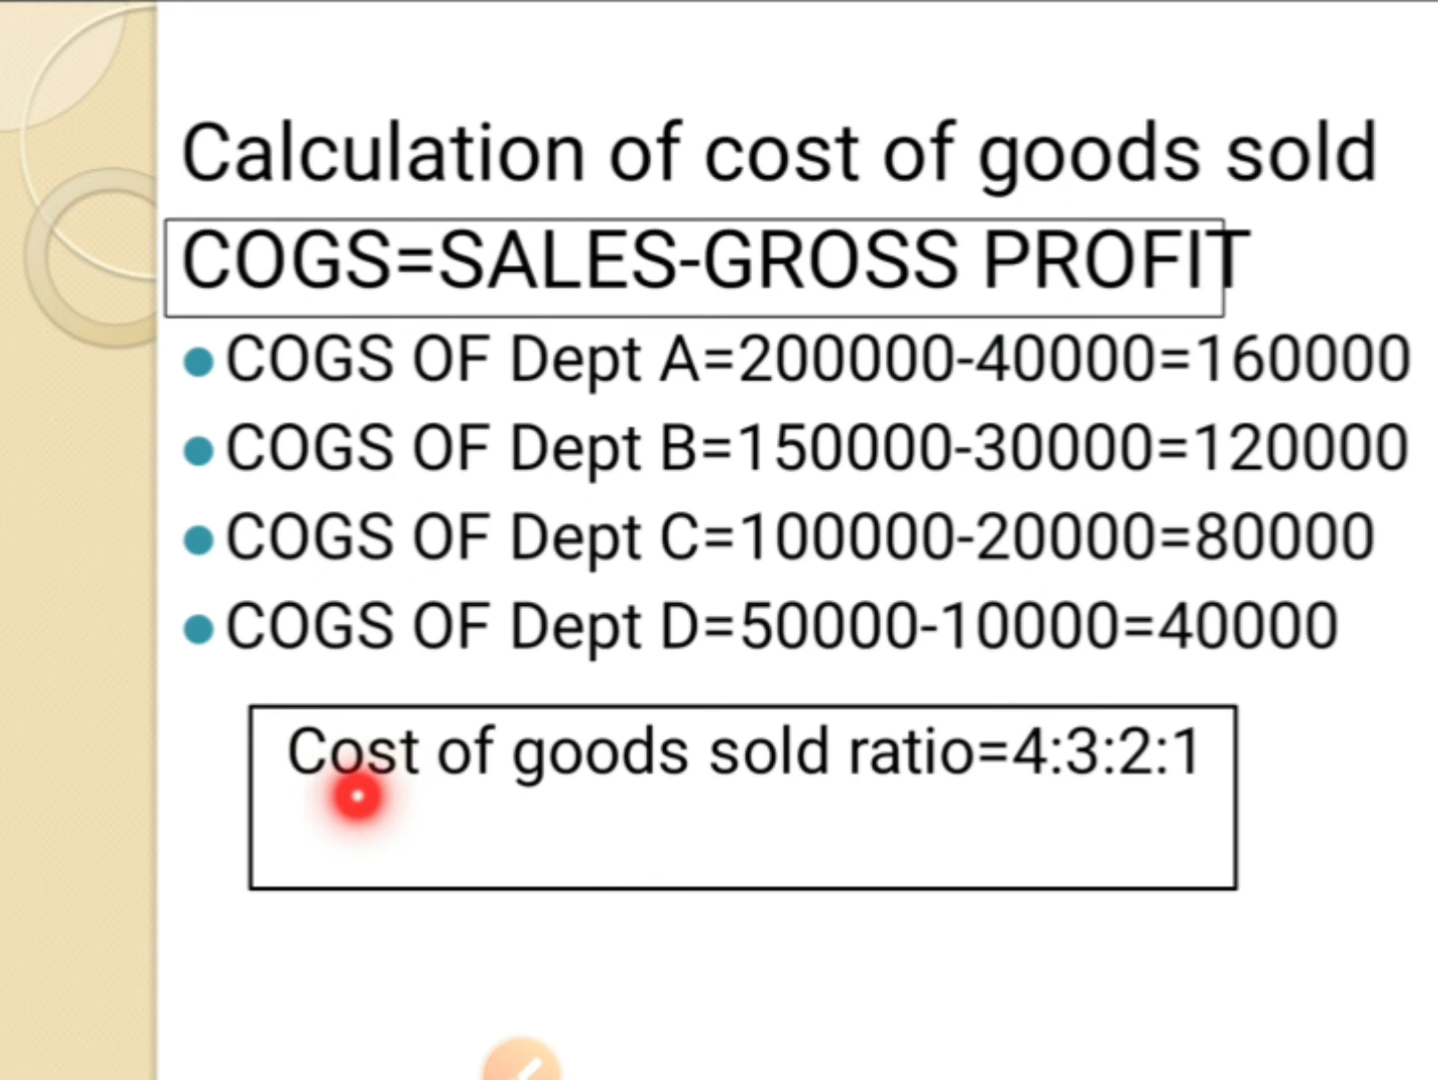 Calculation of cost of goods sold
COGS=SALES-GROSS PROFIT
COGS OF Dept A=200000-40000=160000
COGS OF Dept B=150000-30000=120000
COGS OF Dept C=100000-20000=80000
COGS OF Dept D=50000-10000=40000
Cost of goods sold ratio=4:3:2:1